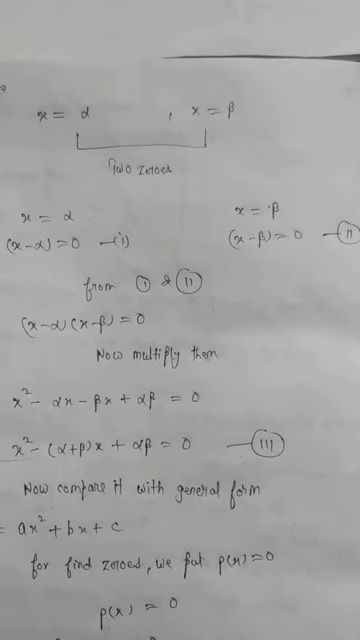 x = α , x = β
Two zeroes
x = α x = β
(x-α) = 0 —(i) (x-β) = 0 —(II)
from (I) & (II)
(x-α)(x-β) = 0
Now multiply them
x² - αx - βx + αβ = 0
x² - (α+β)x + αβ = 0 —(III)
Now compare it with general form
= ax² + bx + c
for find zeroes, we put p(x)=0
p(x) = 0